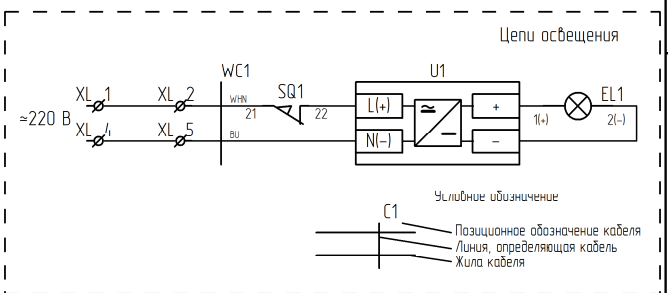 Цепи освещения
WC1
SQ1
U1
XL 1
XL 2
EL1
WHN
21
22
L(+)
≃
+
1(+)
2(-)
≂220 В
XL 4
XL 5
BU
N(-)
-
Условное обозначение
C1
Позиционное обозначение кабеля
Линия, определяющая кабель
Жила кабеля